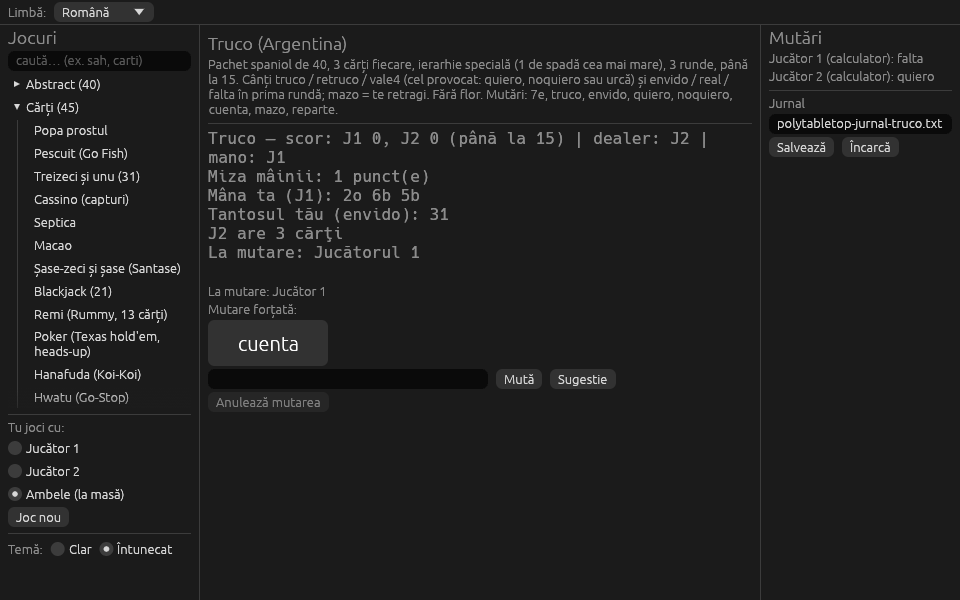 Limbă:
Română
Jocuri
caută... (ex. sah, carti)
Abstract (40)
Cărți (45)
Popa prostul
Pescuit (Go Fish)
Treizeci și unu (31)
Cassino (capturi)
Septica
Macao
Șase-zeci și șase (Santase)
Blackjack (21)
Remi (Rummy, 13 cărți)
Poker (Texas hold'em,
heads-up)
Hanafuda (Koi-Koi)
Hwatu (Go-Stop)
Tu joci cu:
Jucător 1
Jucător 2
Ambele (la masă)
Joc nou
Temă:
Clar
Întunecat
Truco (Argentina)
Pachet spaniol de 40, 3 cărți fiecare, ierarhie specială (1 de spadă cea mai mare), 3 runde, până
la 15. Cânți truco / retruco / vale4 (cel provocat: quiero, noquiero sau urcă) și envido / real /
falta în prima rundă; mazo = te retragi. Fără flor. Mutări: 7e, truco, envido, quiero, noquiero,
cuenta, mazo, reparte.
Truco — scor: J1 0, J2 0 (până la 15) | dealer: J2 |
mano: J1
Miza mâinii: 1 punct(e)
Mâna ta (J1): 2o 6b 5b
Tantosul tău (envido): 31
J2 are 3 cărți
La mutare: Jucătorul 1
La mutare: Jucător 1
Mutare forțată:
cuenta
Mută
Sugestie
Anulează mutarea
Mutări
Jucător 1 (calculator): falta
Jucător 2 (calculator): quiero
Jurnal
polytabletop-jurnal-truco.txt
Salvează
Încarcă